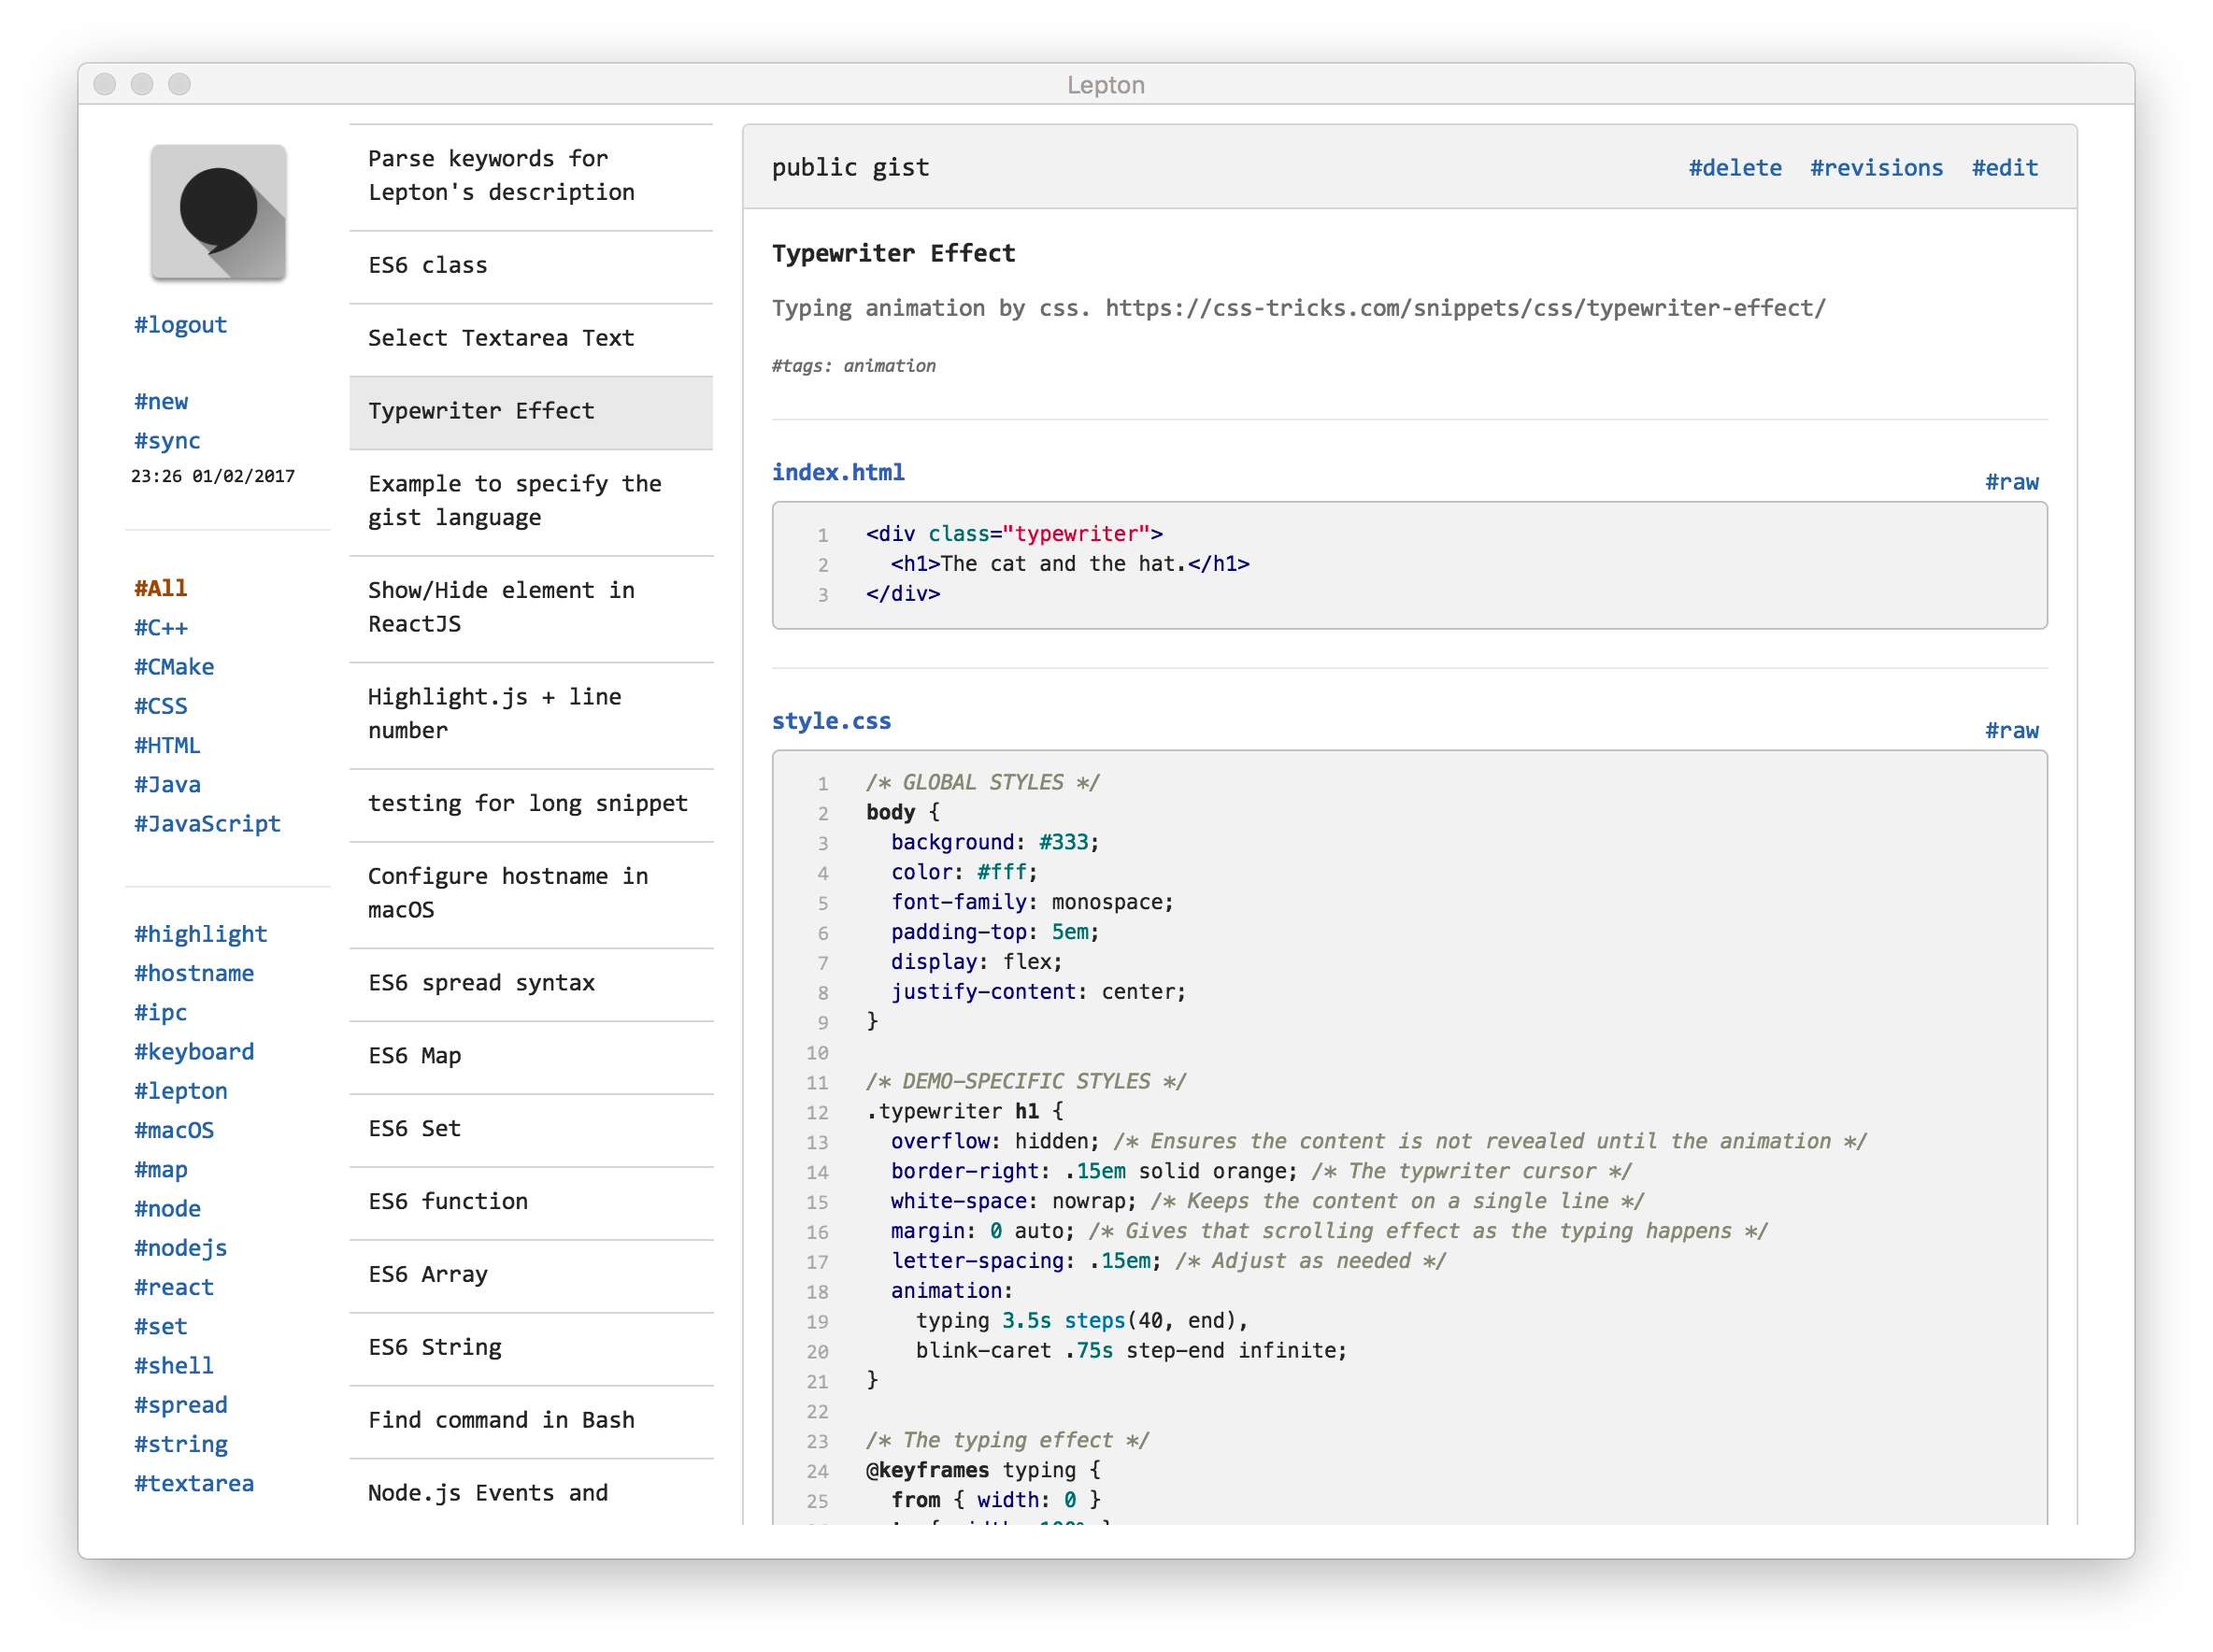 Lepton
#logout
#new
#sync
23:26 01/02/2017
#All
#C++
#CMake
#CSS
#HTML
#Java
#JavaScript
#highlight
#hostname
#ipc
#keyboard
#lepton
#macOS
#map
#node
#nodejs
#react
#set
#shell
#spread
#string
#textarea
Parse keywords for
Lepton's description
ES6 class
Select Textarea Text
Typewriter Effect
Example to specify the
gist language
Show/Hide element in
ReactJS
Highlight.js + line
number
testing for long snippet
Configure hostname in
macOS
ES6 spread syntax
ES6 Map
ES6 Set
ES6 function
ES6 Array
ES6 String
Find command in Bash
Node.js Events and
public gist #delete #revisions #edit
Typewriter Effect
Typing animation by css. https://css-tricks.com/snippets/css/typewriter-effect/
#tags: animation
index.html #raw
1 <div class="typewriter">
2   <h1>The cat and the hat.</h1>
3 </div>
style.css #raw
1 /* GLOBAL STYLES */
2 body {
3   background: #333;
4   color: #fff;
5   font-family: monospace;
6   padding-top: 5em;
7   display: flex;
8   justify-content: center;
9 }
10
11 /* DEMO-SPECIFIC STYLES */
12 .typewriter h1 {
13   overflow: hidden; /* Ensures the content is not revealed until the animation */
14   border-right: .15em solid orange; /* The typwriter cursor */
15   white-space: nowrap; /* Keeps the content on a single line */
16   margin: 0 auto; /* Gives that scrolling effect as the typing happens */
17   letter-spacing: .15em; /* Adjust as needed */
18   animation:
19     typing 3.5s steps(40, end),
20     blink-caret .75s step-end infinite;
21 }
22
23 /* The typing effect */
24 @keyframes typing {
25   from { width: 0 }